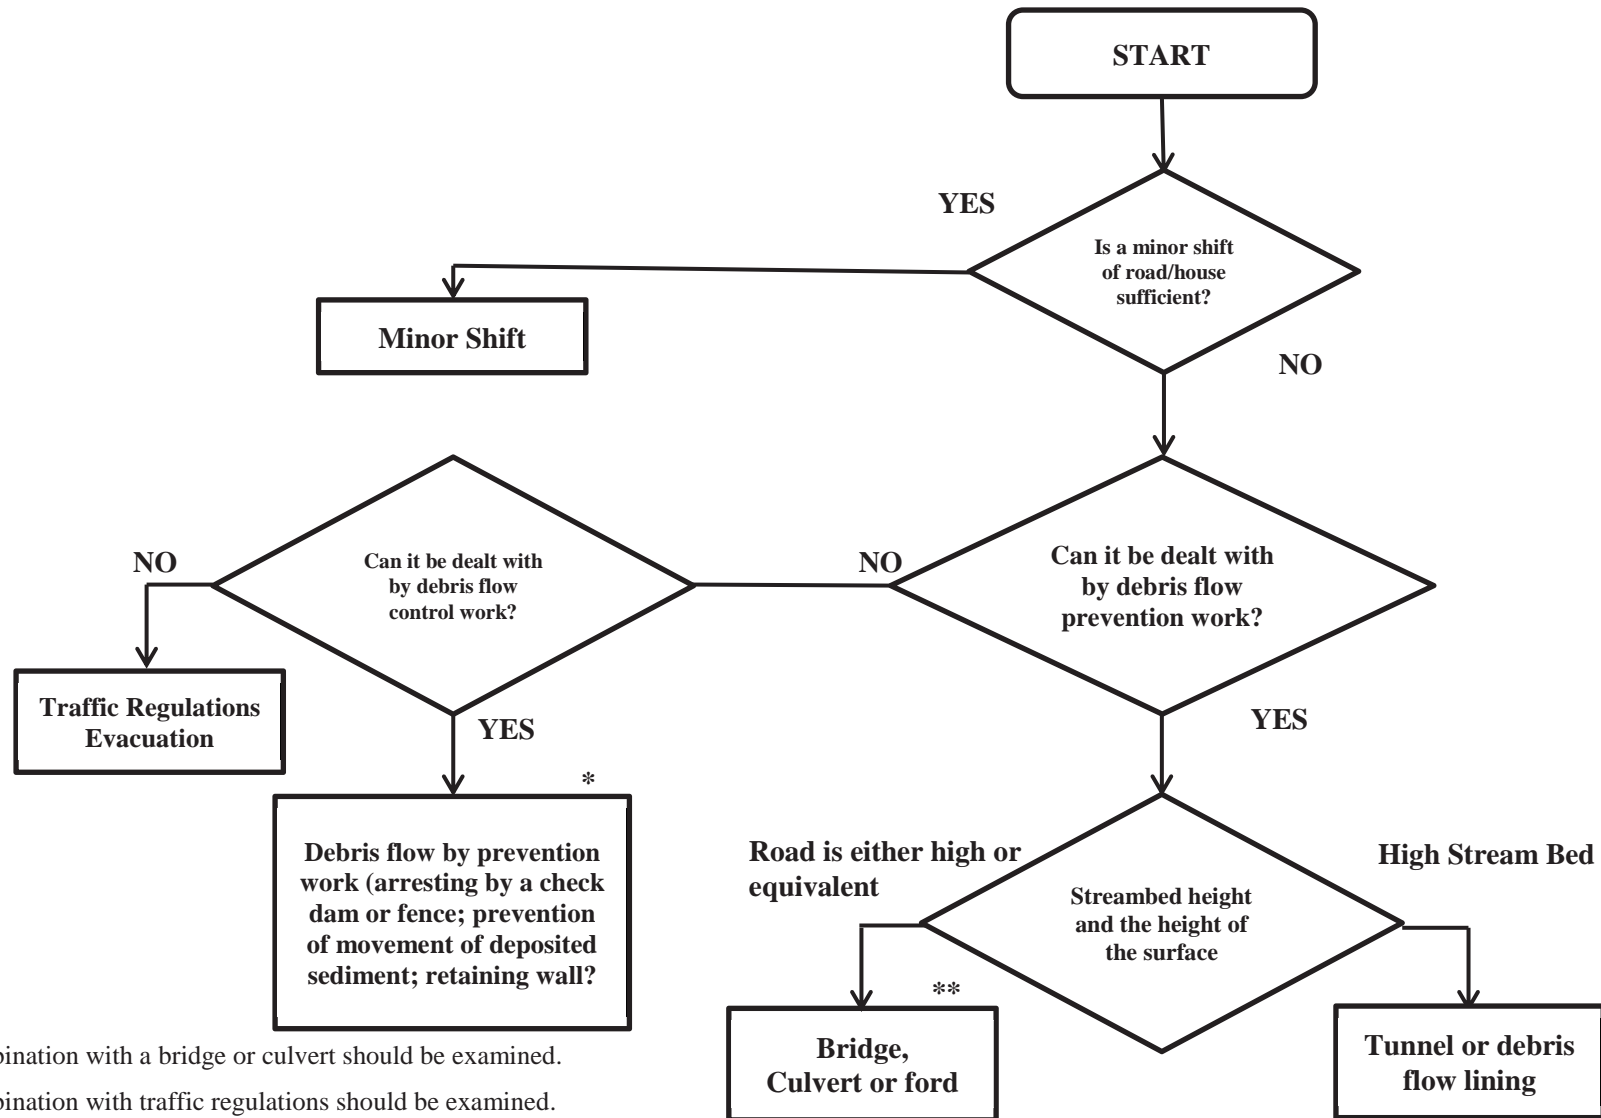 START
YES
Is a minor shift
of road/house
sufficient?
Minor Shift
NO
NO
Can it be dealt with
by debris flow
control work?
NO
Can it be dealt with
by debris flow
prevention work?
Traffic Regulations
Evacuation
YES
YES
*
Debris flow by prevention
work (arresting by a check
dam or fence; prevention
of movement of deposited
sediment; retaining wall?
Road is either high or
equivalent
High Stream Bed
Streambed height
and the height of
the surface
**
Bridge,
Culvert or ford
Tunnel or debris
flow lining
with a bridge or culvert should be examined.
with traffic regulations should be examined.